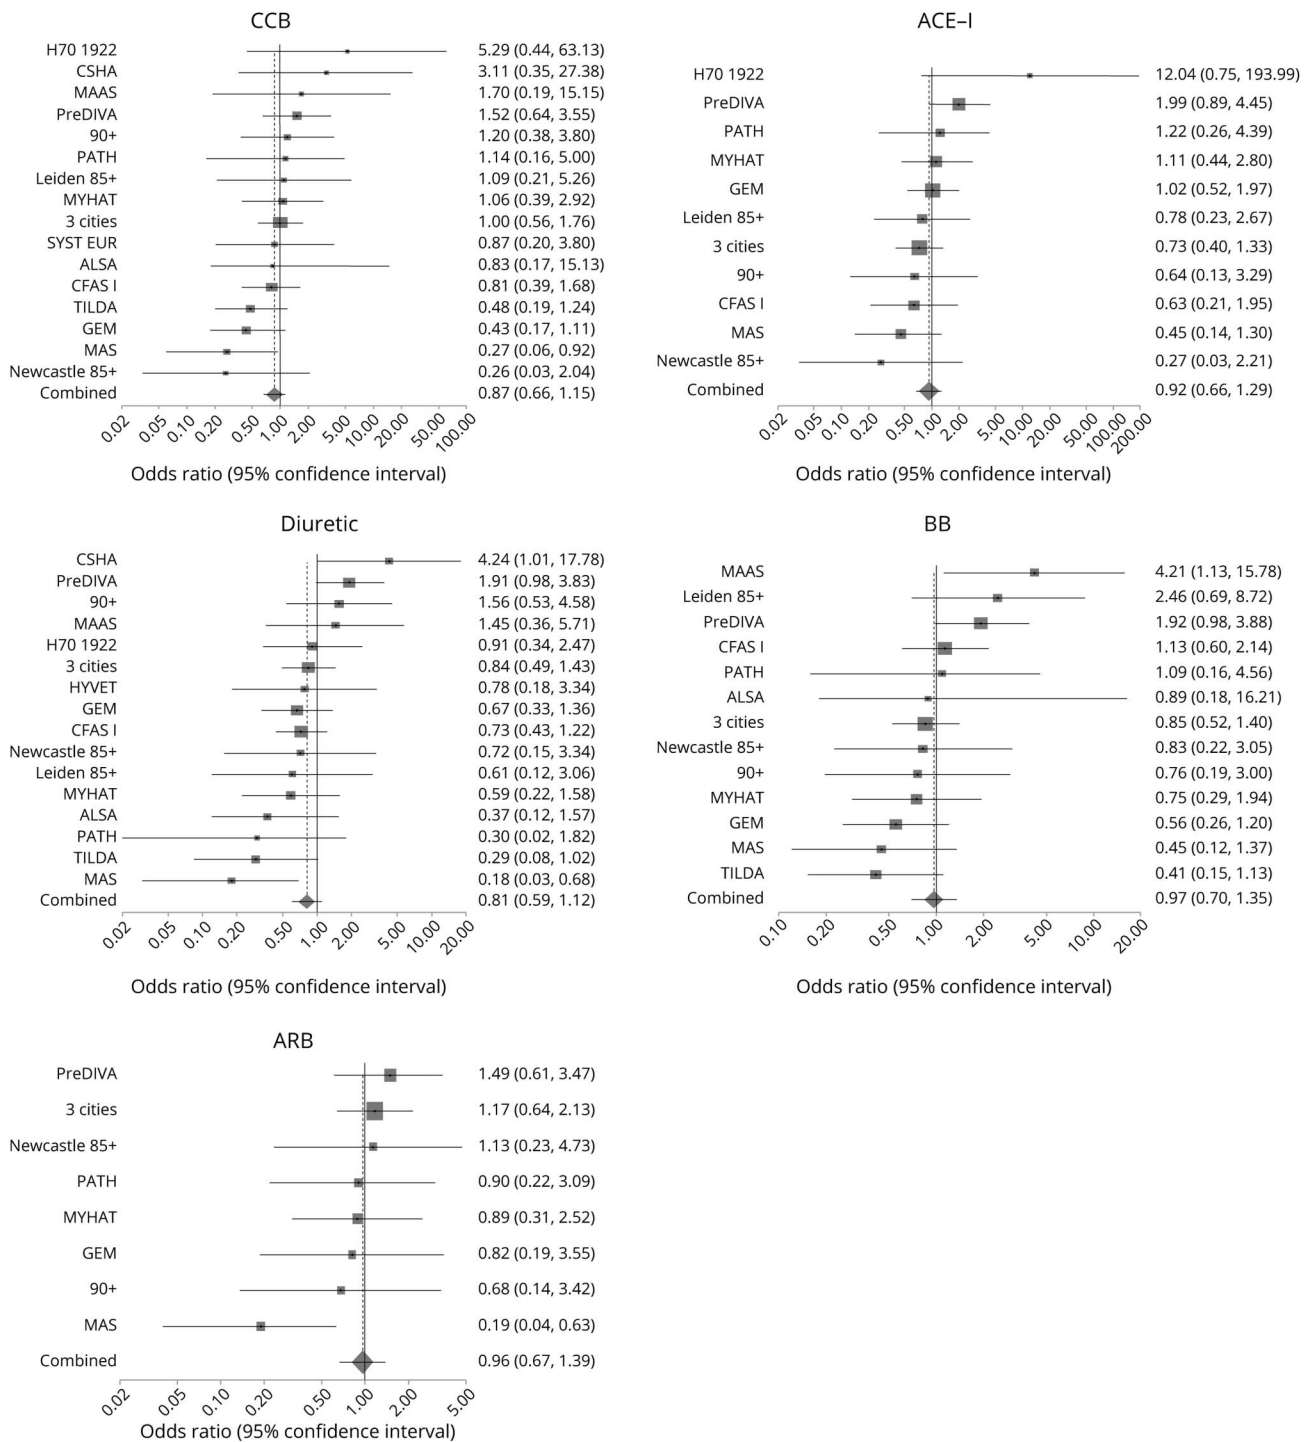 CCB
H70 1922 5.29 (0.44, 63.13)
CSHA 3.11 (0.35, 27.38)
MAAS 1.70 (0.19, 15.15)
PreDIVA 1.52 (0.64, 3.55)
90+ 1.20 (0.38, 3.80)
PATH 1.14 (0.16, 5.00)
Leiden 85+ 1.09 (0.21, 5.26)
MYHAT 1.06 (0.39, 2.92)
3 cities 1.00 (0.56, 1.76)
SYST EUR 0.87 (0.20, 3.80)
ALSA 0.83 (0.17, 15.13)
CFAS I 0.81 (0.39, 1.68)
TILDA 0.48 (0.19, 1.24)
GEM 0.43 (0.17, 1.11)
MAS 0.27 (0.06, 0.92)
Newcastle 85+ 0.26 (0.03, 2.04)
Combined 0.87 (0.66, 1.15)
0.02 0.05 0.10 0.20 0.50 1.00 2.00 5.00 10.00 20.00 50.00 100.00
Odds ratio (95% confidence interval)
ACE–I
H70 1922 12.04 (0.75, 193.99)
PreDIVA 1.99 (0.89, 4.45)
PATH 1.22 (0.26, 4.39)
MYHAT 1.11 (0.44, 2.80)
GEM 1.02 (0.52, 1.97)
Leiden 85+ 0.78 (0.23, 2.67)
3 cities 0.73 (0.40, 1.33)
90+ 0.64 (0.13, 3.29)
CFAS I 0.63 (0.21, 1.95)
MAS 0.45 (0.14, 1.30)
Newcastle 85+ 0.27 (0.03, 2.21)
Combined 0.92 (0.66, 1.29)
0.02 0.05 0.10 0.20 0.50 1.00 2.00 5.00 10.00 20.00 50.00 100.00 200.00
Odds ratio (95% confidence interval)
Diuretic
CSHA 4.24 (1.01, 17.78)
PreDIVA 1.91 (0.98, 3.83)
90+ 1.56 (0.53, 4.58)
MAAS 1.45 (0.36, 5.71)
H70 1922 0.91 (0.34, 2.47)
3 cities 0.84 (0.49, 1.43)
HYVET 0.78 (0.18, 3.34)
GEM 0.67 (0.33, 1.36)
CFAS I 0.73 (0.43, 1.22)
Newcastle 85+ 0.72 (0.15, 3.34)
Leiden 85+ 0.61 (0.12, 3.06)
MYHAT 0.59 (0.22, 1.58)
ALSA 0.37 (0.12, 1.57)
PATH 0.30 (0.02, 1.82)
TILDA 0.29 (0.08, 1.02)
MAS 0.18 (0.03, 0.68)
Combined 0.81 (0.59, 1.12)
0.02 0.05 0.10 0.20 0.50 1.00 2.00 5.00 10.00 20.00
Odds ratio (95% confidence interval)
BB
MAAS 4.21 (1.13, 15.78)
Leiden 85+ 2.46 (0.69, 8.72)
PreDIVA 1.92 (0.98, 3.88)
CFAS I 1.13 (0.60, 2.14)
PATH 1.09 (0.16, 4.56)
ALSA 0.89 (0.18, 16.21)
3 cities 0.85 (0.52, 1.40)
Newcastle 85+ 0.83 (0.22, 3.05)
90+ 0.76 (0.19, 3.00)
MYHAT 0.75 (0.29, 1.94)
GEM 0.56 (0.26, 1.20)
MAS 0.45 (0.12, 1.37)
TILDA 0.41 (0.15, 1.13)
Combined 0.97 (0.70, 1.35)
0.10 0.20 0.50 1.00 2.00 5.00 10.00 20.00
Odds ratio (95% confidence interval)
ARB
PreDIVA 1.49 (0.61, 3.47)
3 cities 1.17 (0.64, 2.13)
Newcastle 85+ 1.13 (0.23, 4.73)
PATH 0.90 (0.22, 3.09)
MYHAT 0.89 (0.31, 2.52)
GEM 0.82 (0.19, 3.55)
90+ 0.68 (0.14, 3.42)
MAS 0.19 (0.04, 0.63)
Combined 0.96 (0.67, 1.39)
0.02 0.05 0.10 0.20 0.50 1.00 2.00 5.00
Odds ratio (95% confidence interval)